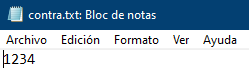 contra.txt: Bloc de notas
Archivo Edición Formato Ver Ayuda
1234